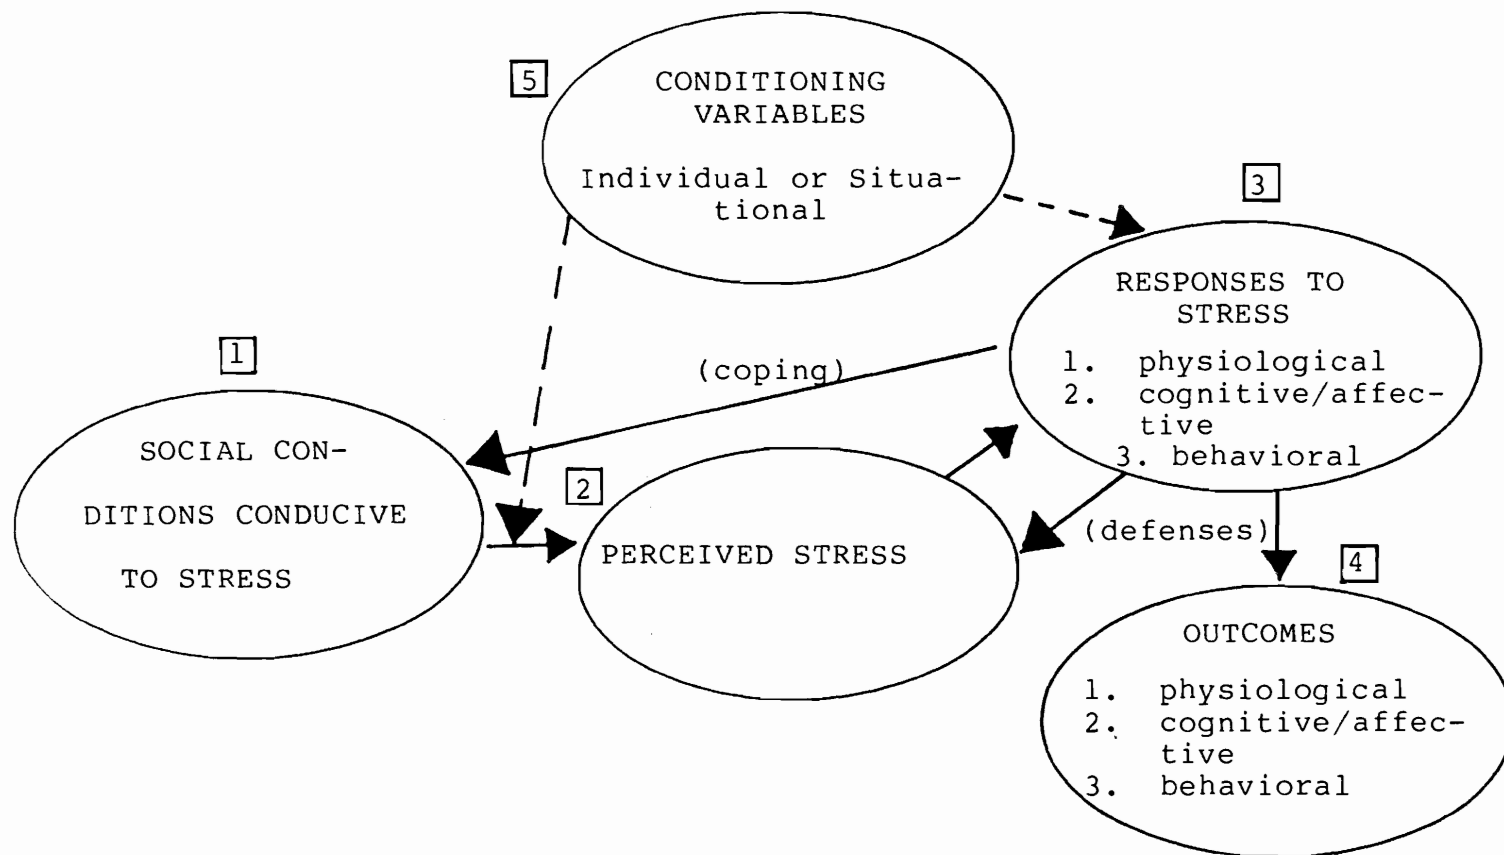 5
CONDITIONING
VARIABLES
Individual or Situa-
tional
3
RESPONSES TO
STRESS
1. physiological
2. cognitive/affec-
tive
3. behavioral
(coping)
1
SOCIAL CON-
DITIONS CONDUCIVE
TO STRESS
2
PERCEIVED STRESS
(defenses)
4
OUTCOMES
1. physiological
2. cognitive/affec-
tive
3. behavioral